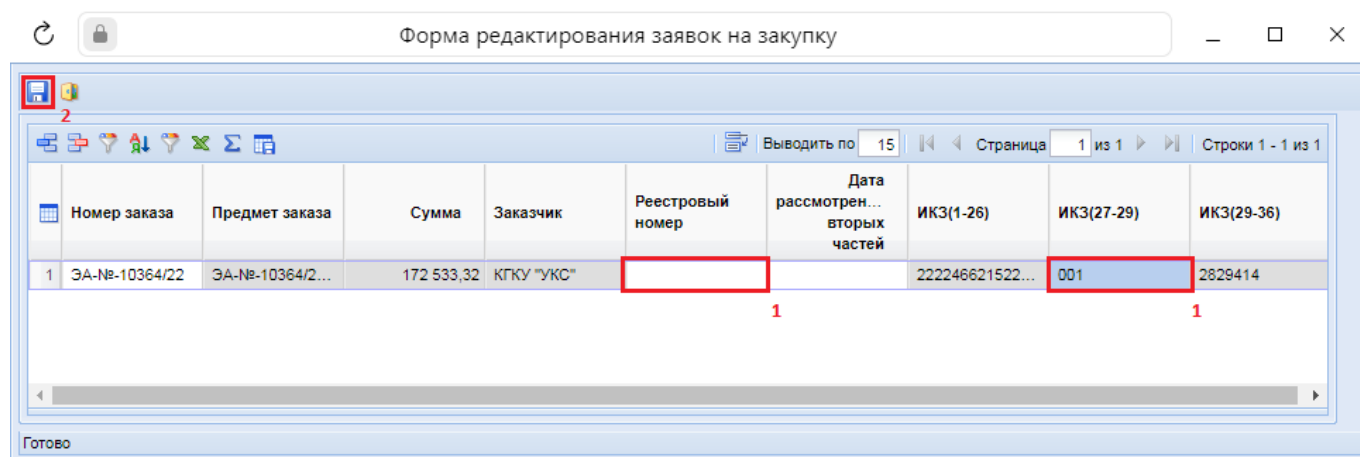 Форма редактирования заявок на закупку
2
Выводить по 15 Страница 1 из 1 Строки 1 - 1 из 1
Номер заказа Предмет заказа Сумма Заказчик Реестровый номер Дата рассмотрен... вторых частей ИКЗ(1-26) ИКЗ(27-29) ИКЗ(29-36)
1 ЭА-№-10364/22 ЭА-№-10364/2... 172 533,32 КГКУ "УКС" 222246621522... 001 2829414
1 1
Готово